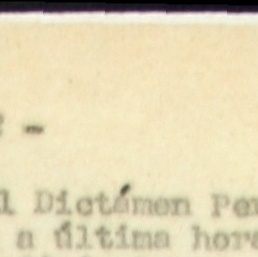 -
l Dictámen Pe
a última hora